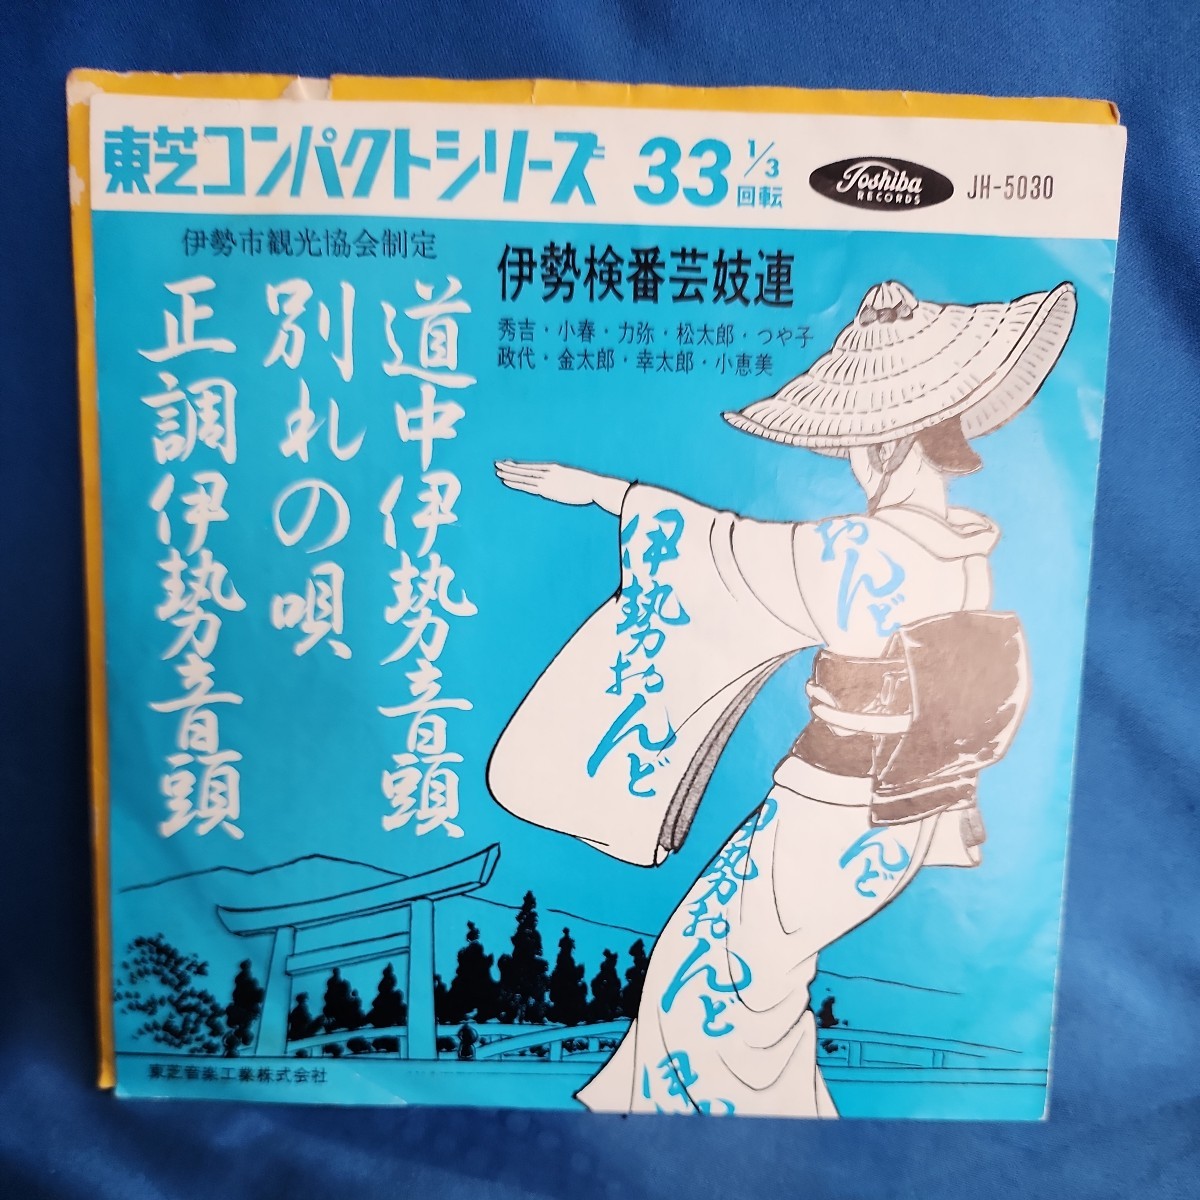 東芝コンパクトシリーズ 33 1/3 回転
Toshiba
RECORDS
JH-5030
伊勢市観光協会制定
道中伊勢音頭
別れの唄
正調伊勢音頭
伊勢検番芸妓連
秀吉・小春・力弥・松太郎・つや子
政代・金太郎・幸太郎・小恵美
伊勢おんど
おんど
んど
伊勢おんど
東芝音楽工業株式会社